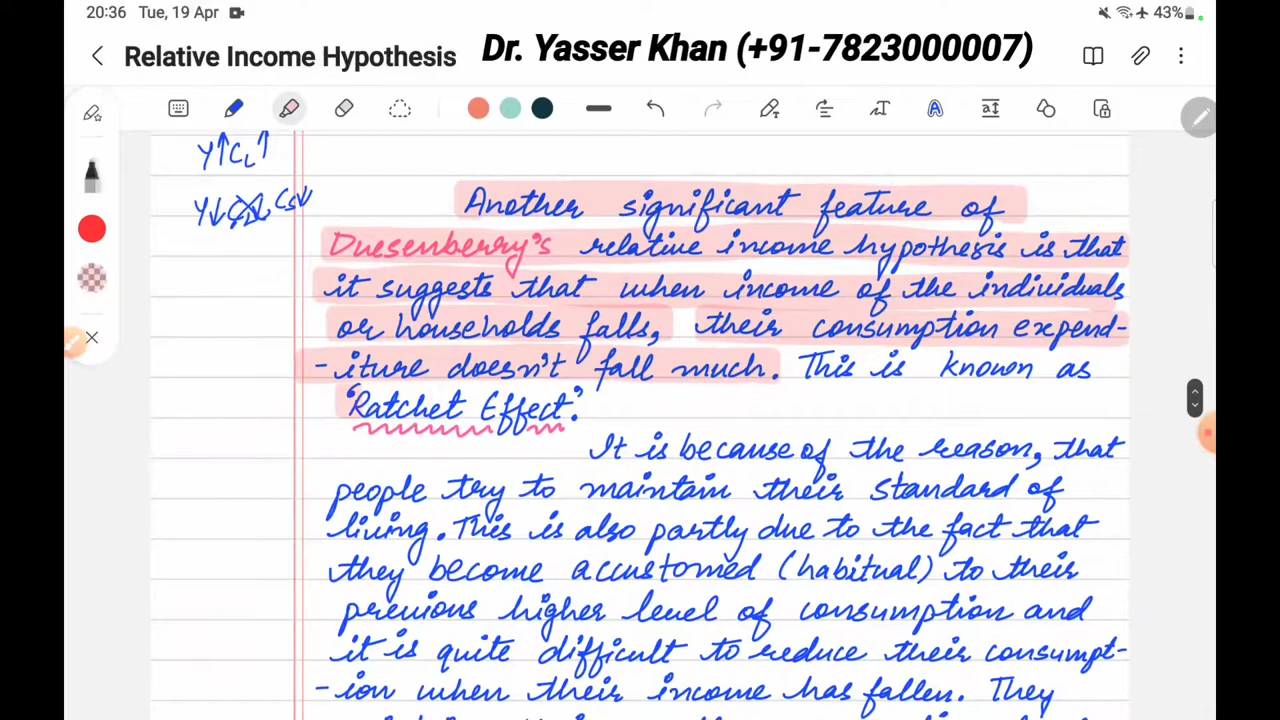 20:36 Tue, 19 Apr 43%
Relative Income Hypothesis Dr. Yasser Khan (+91-7823000007)
Y↑ C_L ↑
Y↓ C_S↓
Another significant feature of
Duesenberry's relative income hypothesis is that
it suggests that when income of the individuals
or households falls, their consumption expend-
-iture doesn't fall much. This is known as
'Ratchet Effect'.
It is because of the reason, that
people try to maintain their standard of
living. This is also partly due to the fact that
they become accustomed (habitual) to their
previous higher level of consumption and
it is quite difficult to reduce their consumpt-
-ion when their income has fallen. They